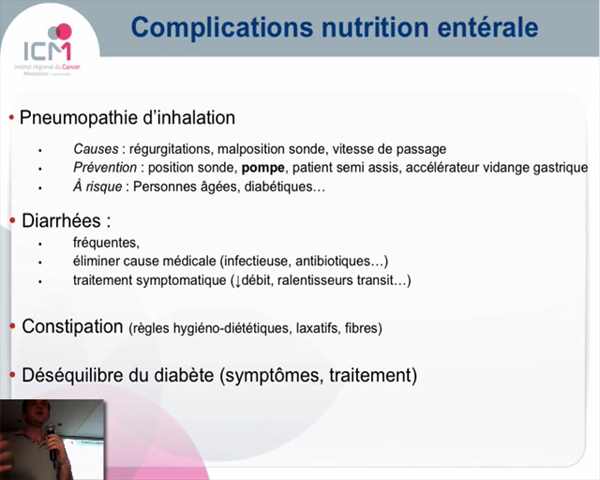 Complications nutrition entérale
ICM
Institut régional du Cancer
Montpellier
• Pneumopathie d'inhalation
▪ Causes : régurgitations, malposition sonde, vitesse de passage
▪ Prévention : position sonde, pompe, patient semi assis, accélérateur vidange gastrique
▪ À risque : Personnes âgées, diabétiques…
• Diarrhées :
▪ fréquentes,
▪ éliminer cause médicale (infectieuse, antibiotiques…)
▪ traitement symptomatique (↓débit, ralentisseurs transit…)
• Constipation (règles hygiéno-diététiques, laxatifs, fibres)
• Déséquilibre du diabète (symptômes, traitement)